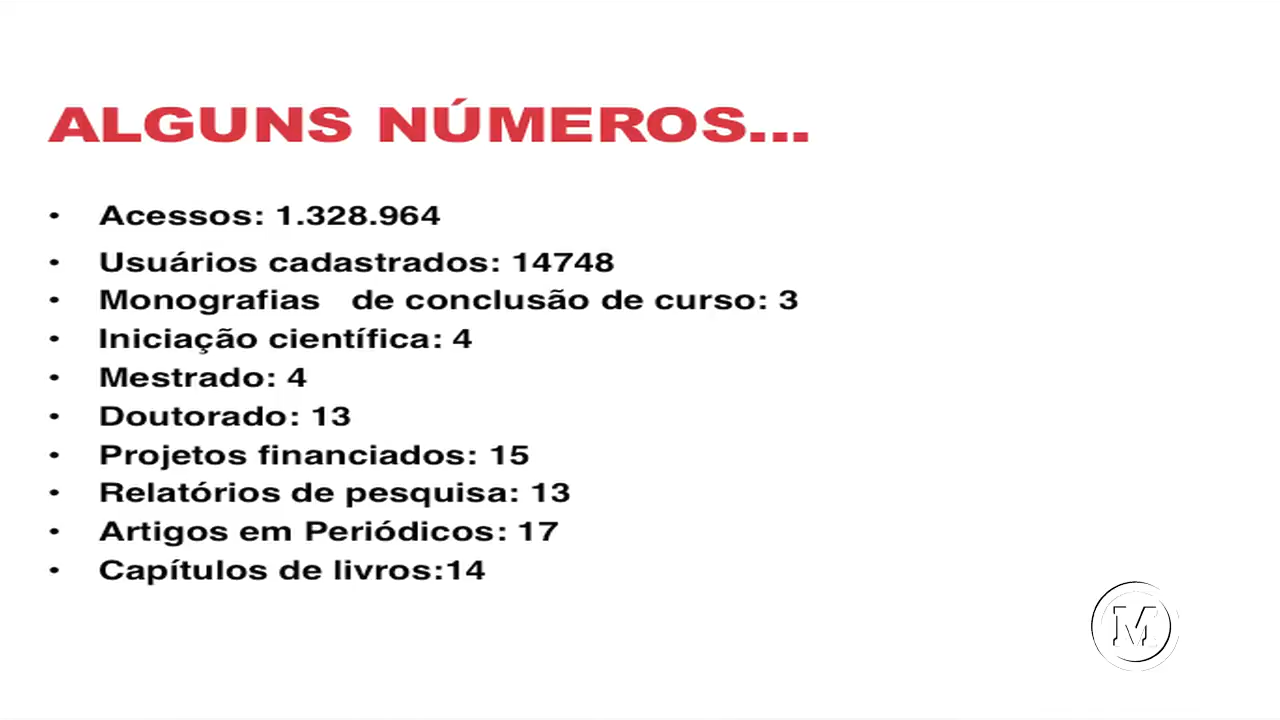 ALGUNS NÚMEROS...
• Acessos: 1.328.964
• Usuários cadastrados: 14748
• Monografias de conclusão de curso: 3
• Iniciação científica: 4
• Mestrado: 4
• Doutorado: 13
• Projetos financiados: 15
• Relatórios de pesquisa: 13
• Artigos em Periódicos: 17
• Capítulos de livros:14
M